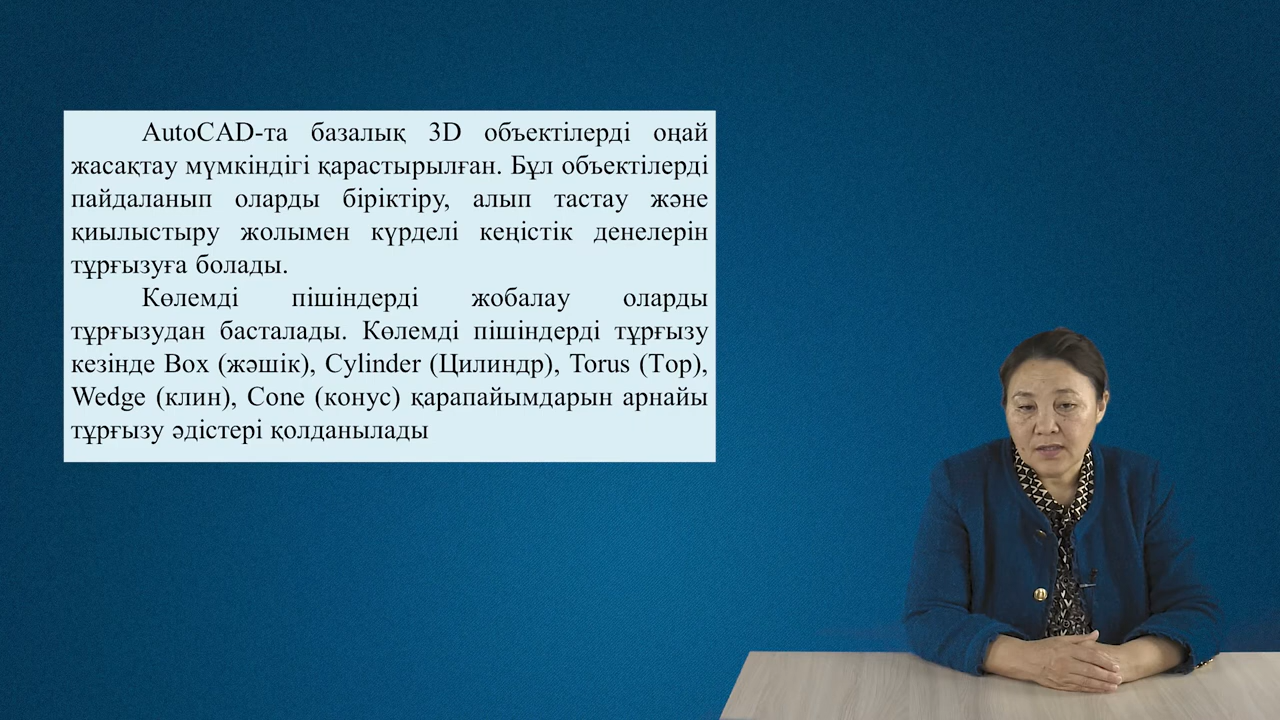 AutoCAD-та базалық 3D объектілерді оңай
жасақтау мүмкіндігі қарастырылған. Бұл объектілерді
пайдаланып оларды біріктіру, алып тастау және
қиылыстыру жолымен күрделі кеңістік денелерін
тұрғызуға болады.
Көлемді пішіндерді жобалау оларды
тұрғызудан басталады. Көлемді пішіндерді тұрғызу
кезінде Box (жәшік), Cylinder (Цилиндр), Torus (Тор),
Wedge (клин), Cone (конус) қарапайымдарын арнайы
тұрғызу әдістері қолданылады